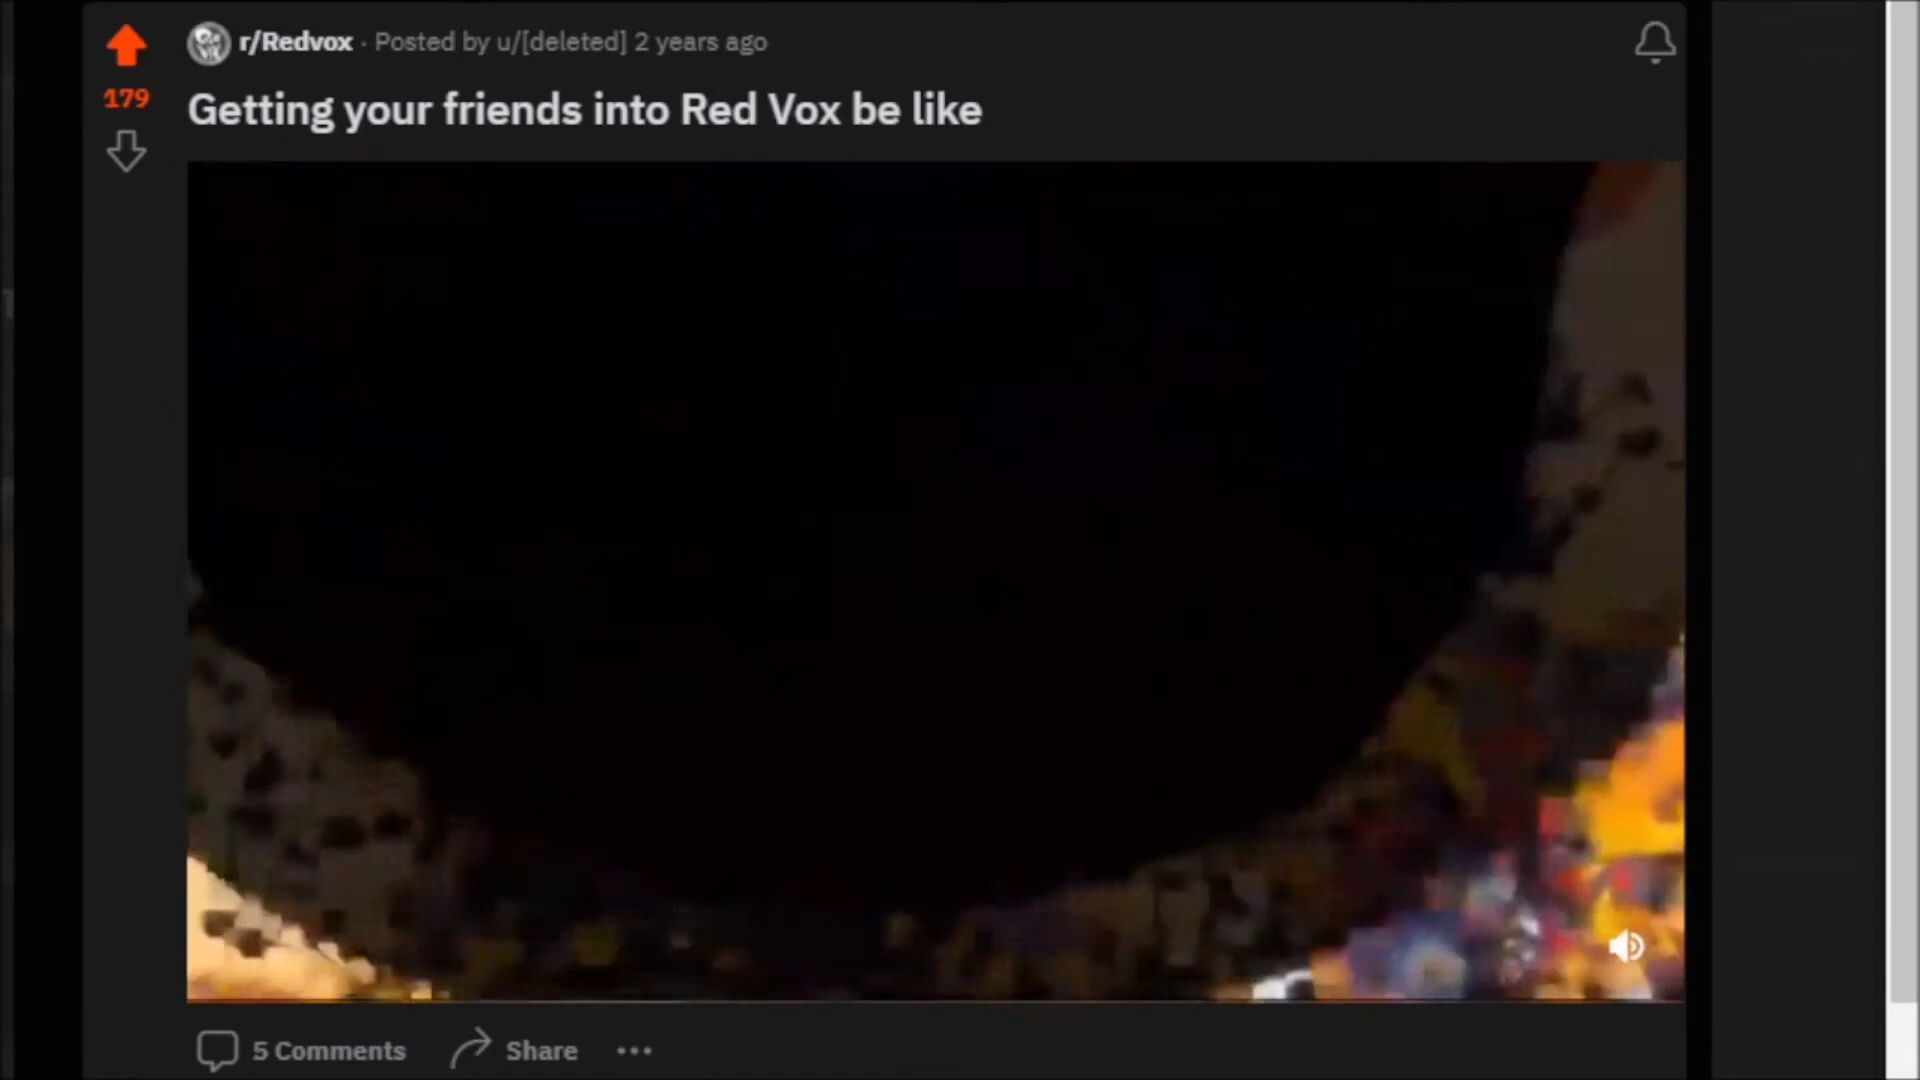 r/Redvox · Posted by u/[deleted] 2 years ago
179
Getting your friends into Red Vox be like
5 Comments
Share